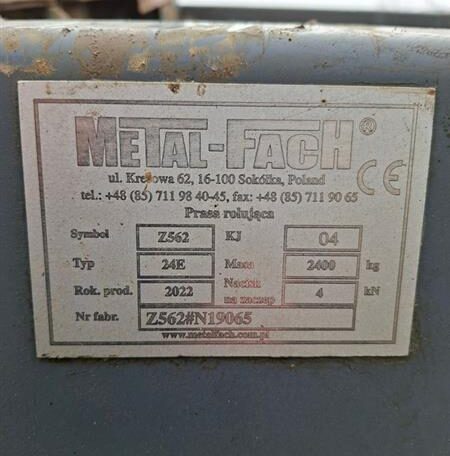 METAL-FACH®
ul. Kresowa 62, 16-100 Sokółka, Poland
tel.: +48 (85) 711 98 40-45, fax: +48 (85) 711 90 65
CE
Prasa rolująca
Symbol Z562 KJ 04
Typ 24E Masa 2400 kg
Rok. prod. 2022 Nacisk na zaczep 4 kN
Nr fabr. Z562#N19065
www.metalfach.com.pl